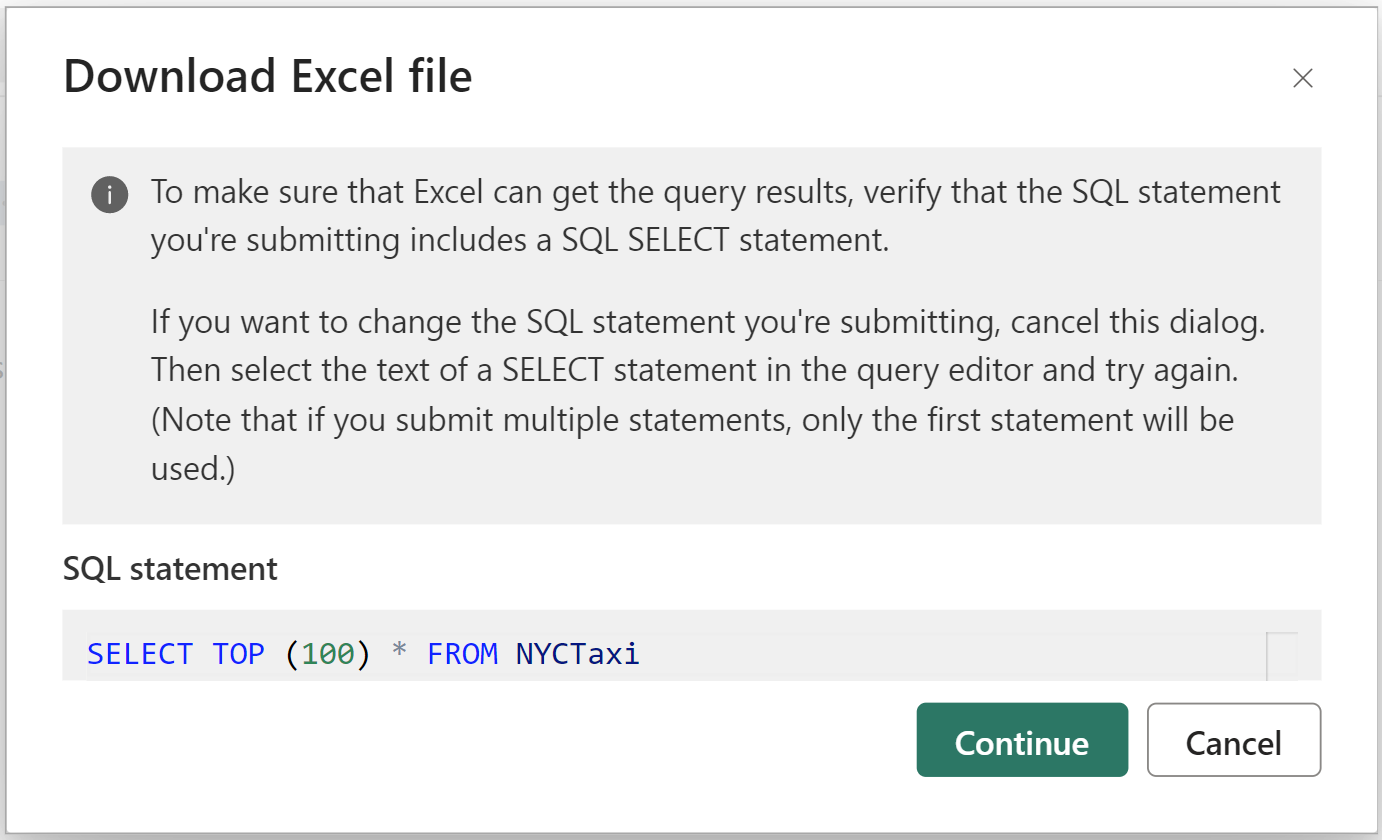 Download Excel file
To make sure that Excel can get the query results, verify that the SQL statement
you're submitting includes a SQL SELECT statement.
If you want to change the SQL statement you're submitting, cancel this dialog.
Then select the text of a SELECT statement in the query editor and try again.
(Note that if you submit multiple statements, only the first statement will be
used.)
SQL statement
SELECT TOP (100) * FROM NYCTaxi
Continue
Cancel